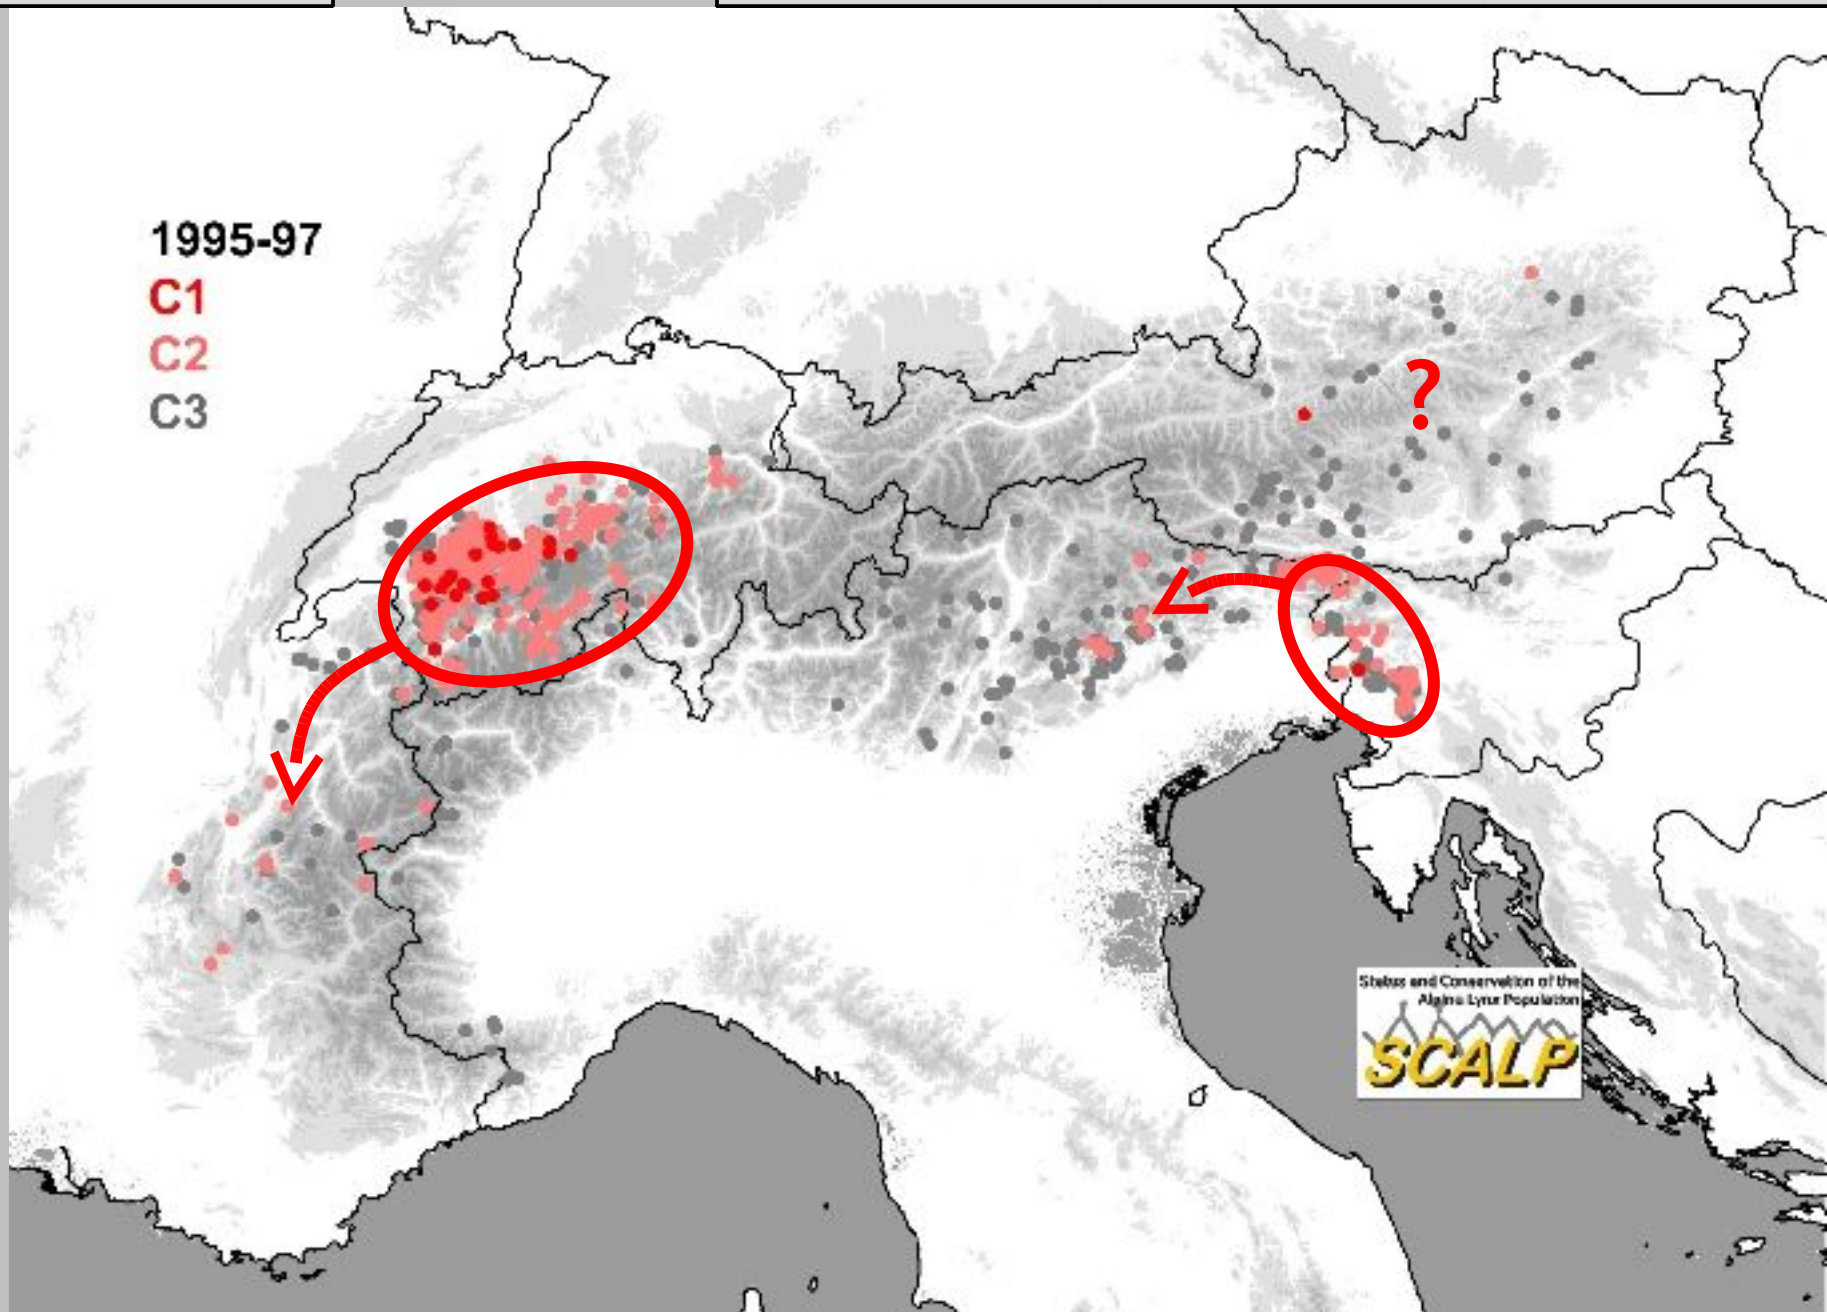 1995-97
C1
C2
C3
?
Status and Conservation of the
Alpine Lynx Population
SCALP